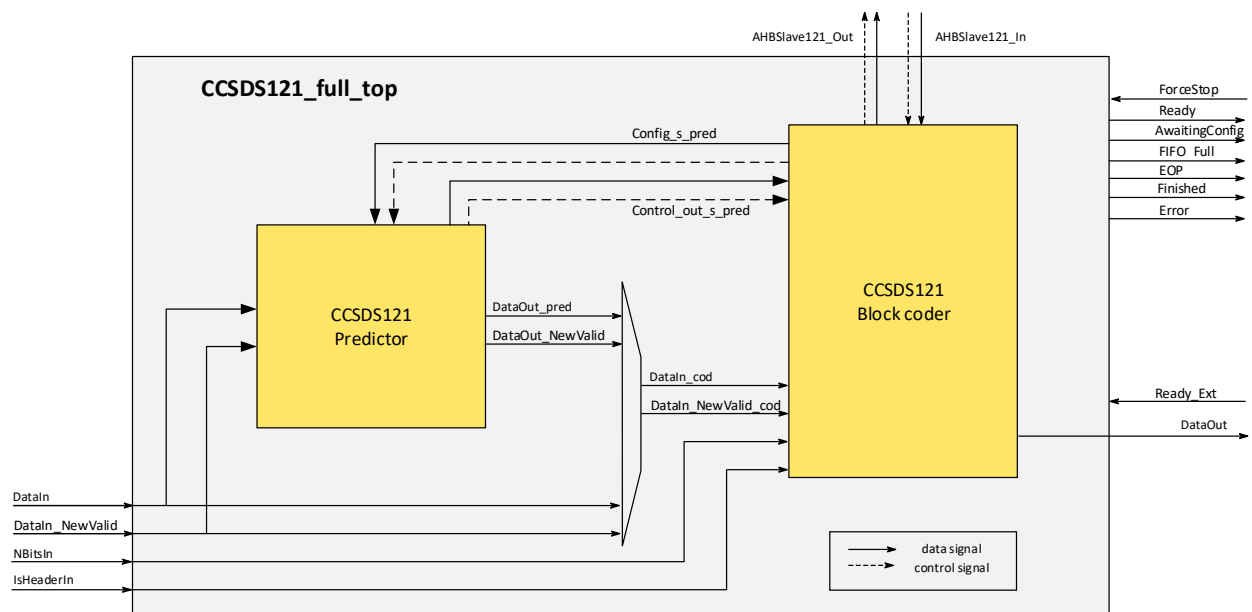 AHBSlave121_Out
AHBSlave121_In
CCSDS121_full_top
ForceStop
Ready
AwaitingConfig
FIFO_Full
EOP
Finished
Error
Config_s_pred
Control_out_s_pred
CCSDS121
Predictor
CCSDS121
Block coder
DataOut_pred
DataOut_NewValid
DataIn_cod
DataIn_NewValid_cod
Ready_Ext
DataOut
DataIn
DataIn_NewValid
NBitsIn
IsHeaderIn
data signal
control signal